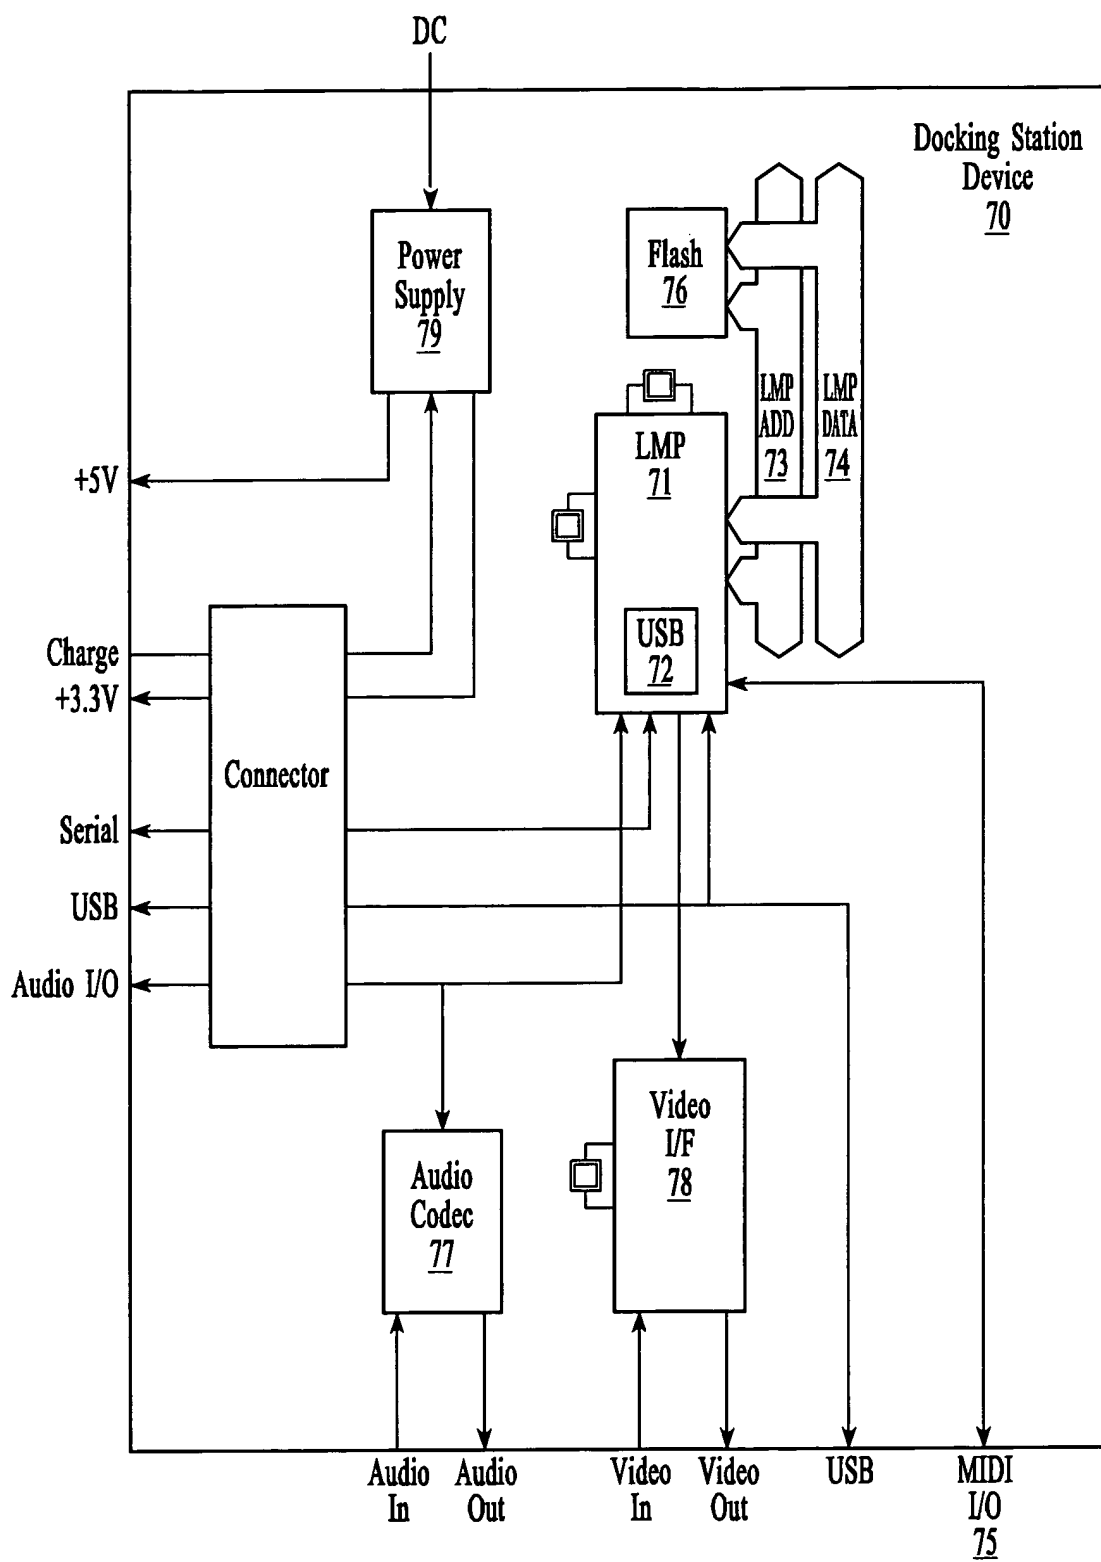 DC
Docking Station
Device
70
Power
Supply
79
Flash
76
LMP
ADD
73
LMP
DATA
74
LMP
71
+5V
USB
72
Charge
+3.3V
Connector
Serial
USB
Audio I/O
Video
I/F
78
Audio
Codec
77
Audio
In
Audio
Out
Video
In
Video
Out
USB
MIDI
I/O
75